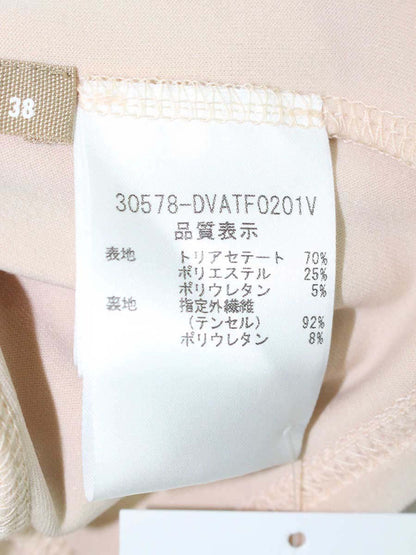 38
30578-DVATF0201V
品質表示
表地 トリアセテート 70%
ポリエステル 25%
ポリウレタン 5%
裏地 指定外繊維
(テンセル) 92%
ポリウレタン 8%